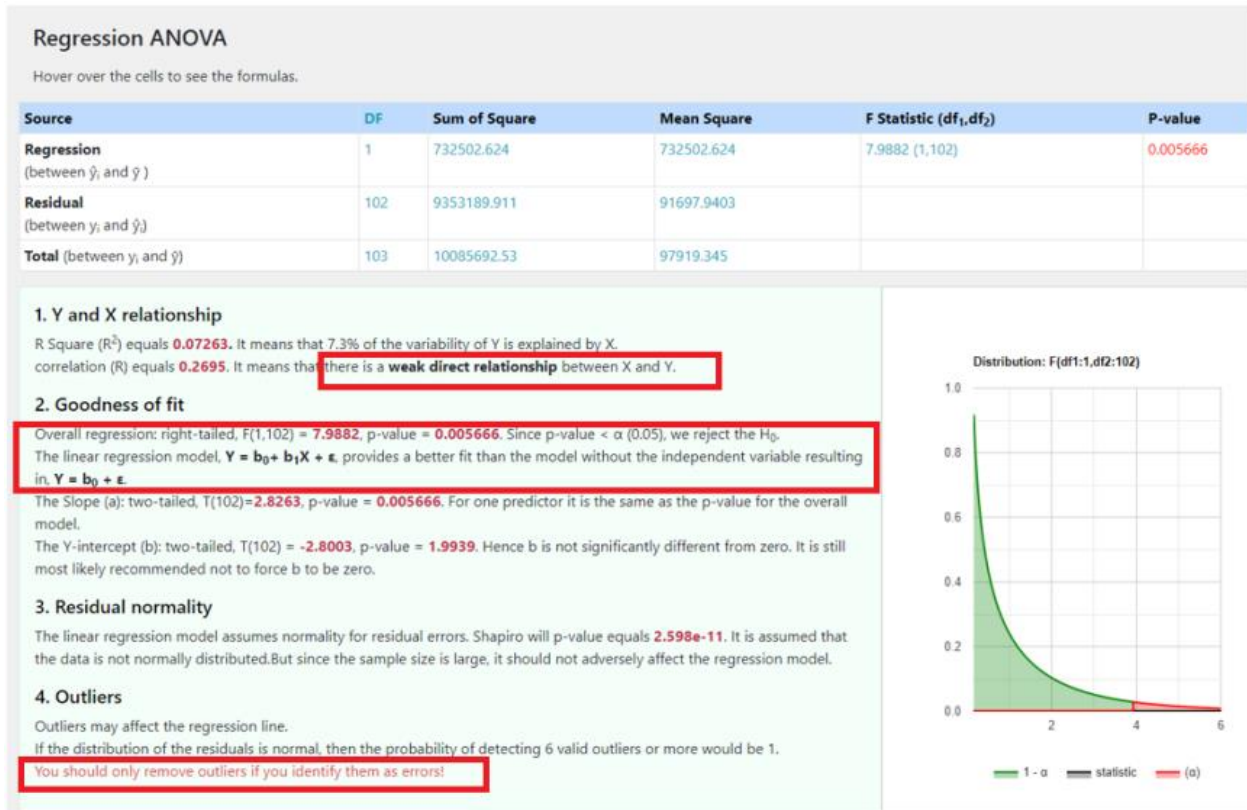 Regression ANOVA
Hover over the cells to see the formulas.
Source DF Sum of Square Mean Square F Statistic (df₁,df₂) P-value
Regression 1 732502.624 732502.624 7.9882 (1,102) 0.005666
(between ŷᵢ and ȳ )
Residual 102 9353189.911 91697.9403
(between yᵢ and ŷᵢ)
Total (between yᵢ and ȳ) 103 10085692.53 97919.345
1. Y and X relationship
R Square (R²) equals 0.07263. It means that 7.3% of the variability of Y is explained by X.
correlation (R) equals 0.2695. It means that there is a weak direct relationship between X and Y.
2. Goodness of fit
Overall regression: right-tailed, F(1,102) = 7.9882, p-value = 0.005666. Since p-value < α (0.05), we reject the H₀.
The linear regression model, Y = b₀+ b₁X + ε, provides a better fit than the model without the independent variable resulting
in, Y = b₀ + ε.
The Slope (a): two-tailed, T(102)=2.8263, p-value = 0.005666. For one predictor it is the same as the p-value for the overall
model.
The Y-intercept (b): two-tailed, T(102) = -2.8003, p-value = 1.9939. Hence b is not significantly different from zero. It is still
most likely recommended not to force b to be zero.
3. Residual normality
The linear regression model assumes normality for residual errors. Shapiro will p-value equals 2.598e-11. It is assumed that
the data is not normally distributed.But since the sample size is large, it should not adversely affect the regression model.
4. Outliers
Outliers may affect the regression line.
If the distribution of the residuals is normal, then the probability of detecting 6 valid outliers or more would be 1.
You should only remove outliers if you identify them as errors!
Distribution: F(df1:1,df2:102)
1.0
0.8
0.6
0.4
0.2
0.0
2 4 6
1 - α statistic (α)